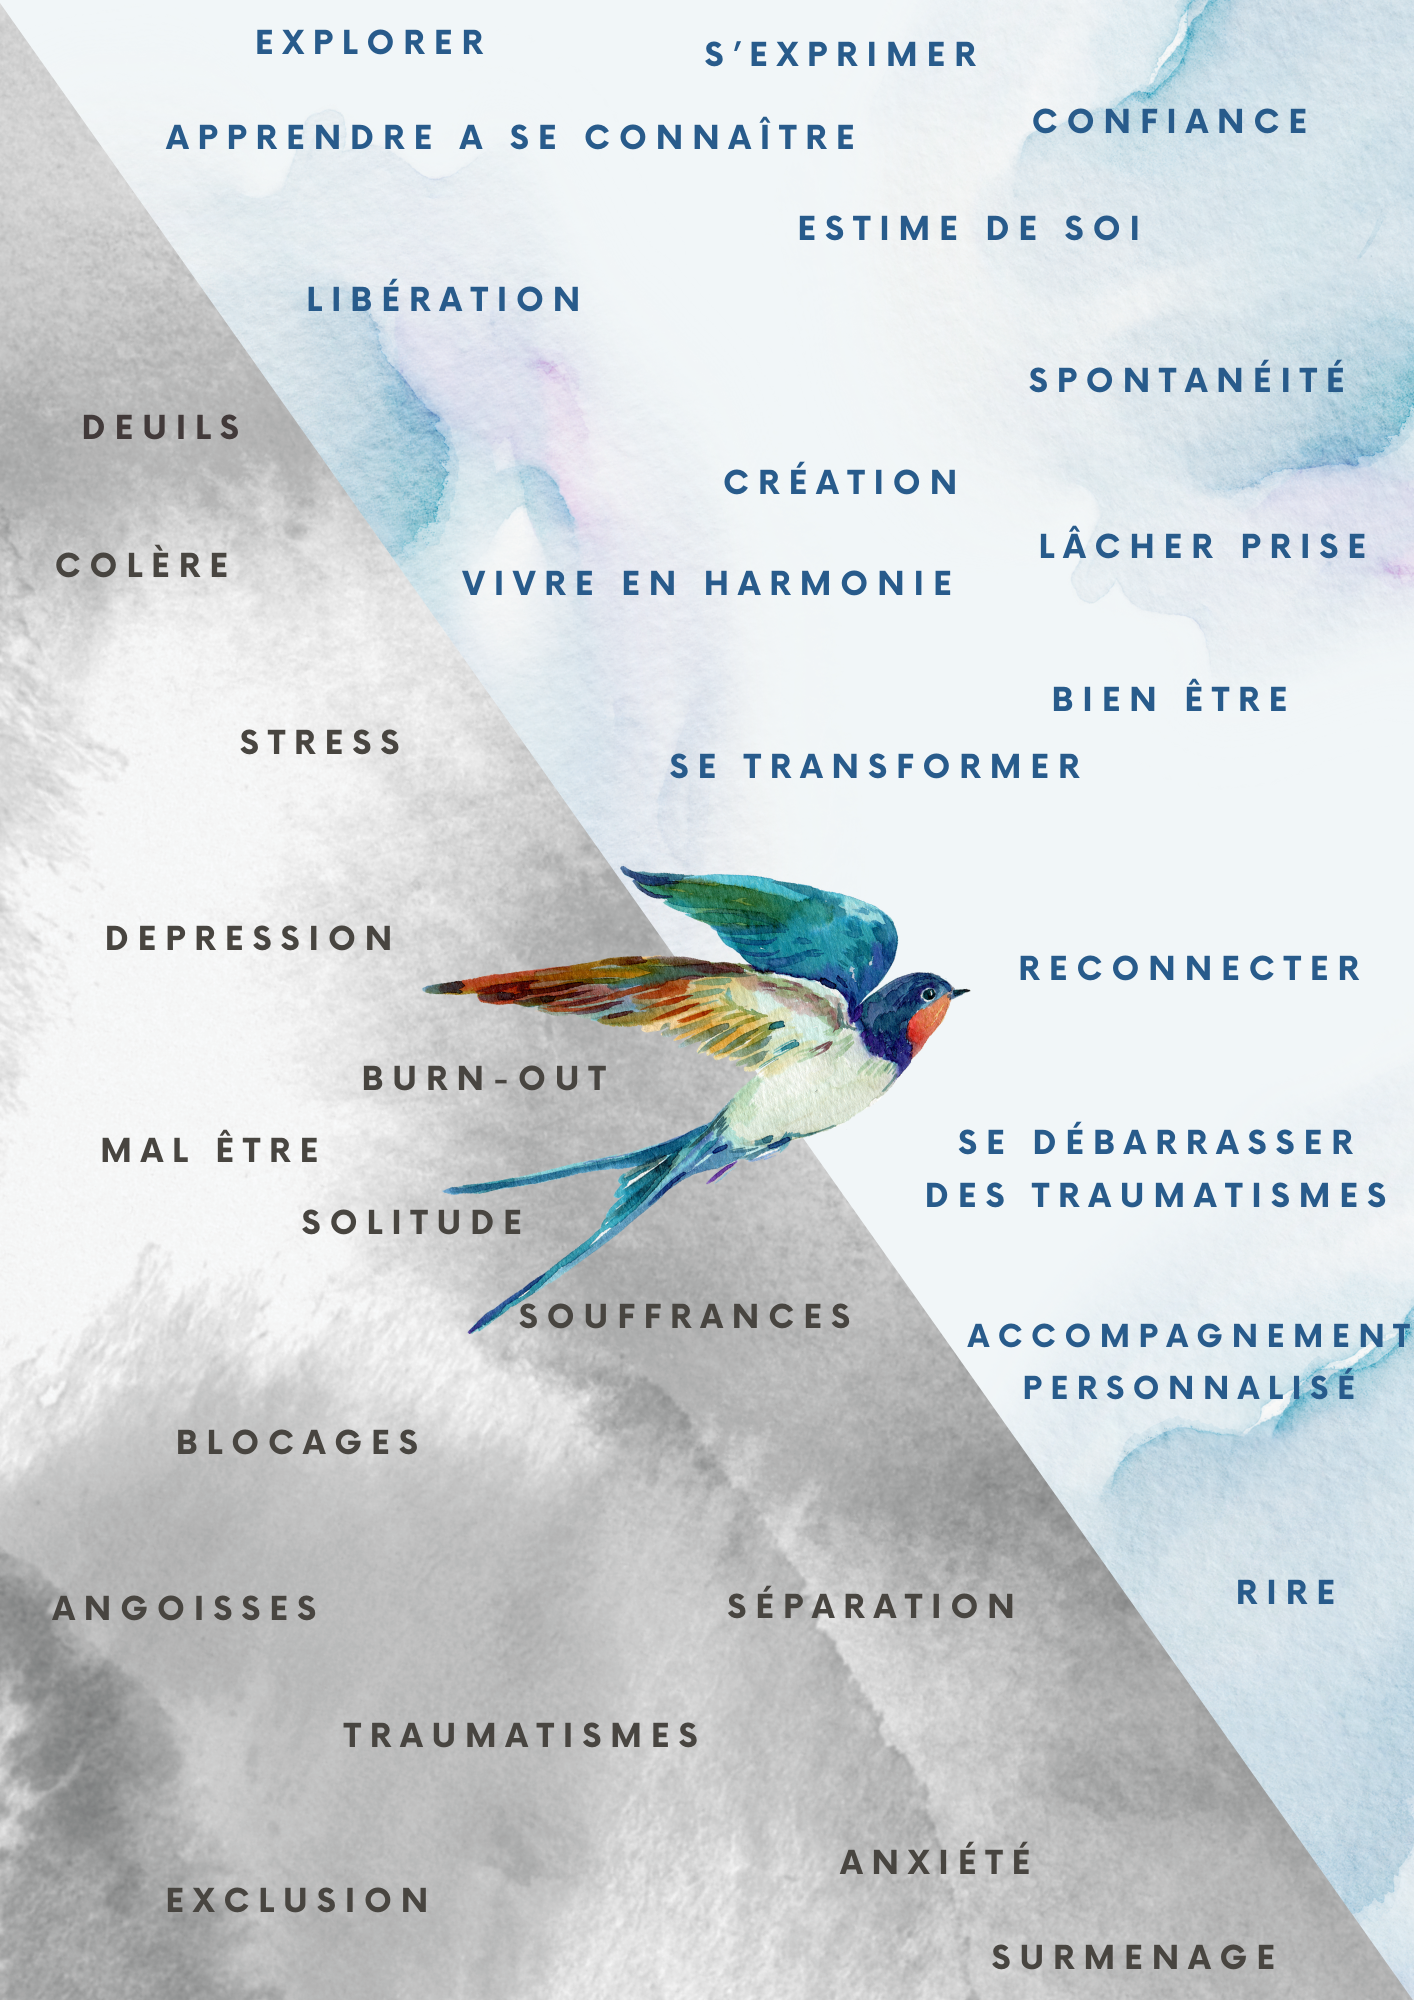 EXPLORER
S'EXPRIMER
CONFIANCE
APPRENDRE A SE CONNAÎTRE
ESTIME DE SOI
LIBÉRATION
SPONTANÉITÉ
DEUILS
CRÉATION
LÂCHER PRISE
COLÈRE
VIVRE EN HARMONIE
BIEN ÊTRE
STRESS
SE TRANSFORMER
DEPRESSION
RECONNECTER
BURN-OUT
MAL ÊTRE
SE DÉBARRASSER
DES TRAUMATISMES
SOLITUDE
SOUFFRANCES
ACCOMPAGNEMENT
PERSONNALISÉ
BLOCAGES
RIRE
ANGOISSES
SÉPARATION
TRAUMATISMES
ANXIÉTÉ
EXCLUSION
SURMENAGE